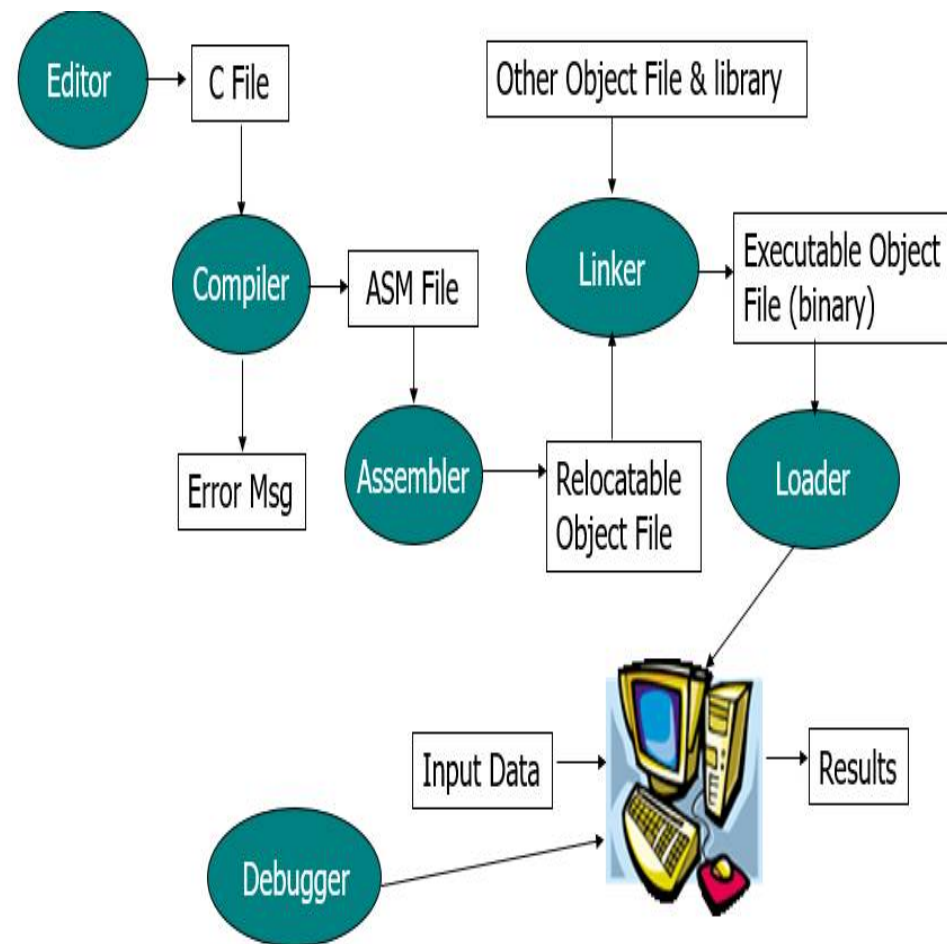 Editor
C File
Other Object File & library
Compiler
ASM File
Linker
Executable Object
File (binary)
Error Msg
Assembler
Relocatable
Object File
Loader
Input Data
Results
Debugger